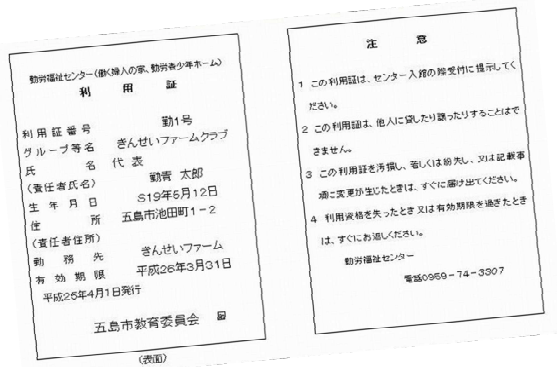 勤労福祉センター(働く婦人の家、勤労青少年ホーム)
利用証
利用証番号 勤1号
グループ等名 きんせいファームクラブ
氏名 代表
(責任者氏名) 勤青 太郎
生年月日 S19年5月12日
住所 五島市池田町1-2
(責任者住所)
勤務先 きんせいファーム
有効期限 平成26年3月31日
平成25年4月1日発行
五島市教育委員会 印
(表面)
注意
1 この利用証は、センター入館の際受付に提示してく
ださい。
2 この利用証は、他人に貸したり譲ったりすることはで
きません。
3 この利用証を汚損し、若しくは紛失し、又は記載事
項に変更が生じたときは、すぐに届け出てください。
4 利用資格を失ったとき又は有効期限を過ぎたとき
は、すぐにお返しください。
勤労福祉センター
電話0959-74-3307